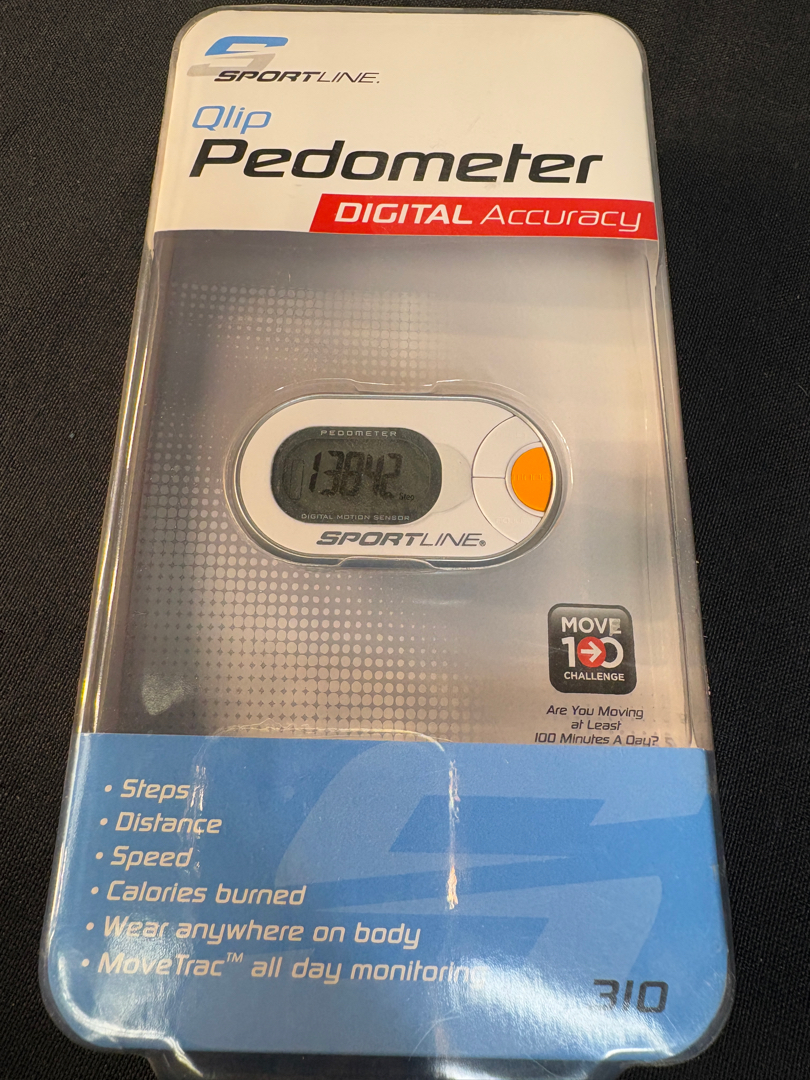 SPORTLINE.
Qlip
Pedometer
DIGITAL Accuracy
PEDOMETER
13842
Step
DIGITAL MOTION SENSOR
SPORTLINE®
MOVE
100
CHALLENGE
Are You Moving
at Least
100 Minutes A Day?
• Steps
• Distance
• Speed
• Calories burned
• Wear anywhere on body
• MoveTrac™ all day monitoring
310